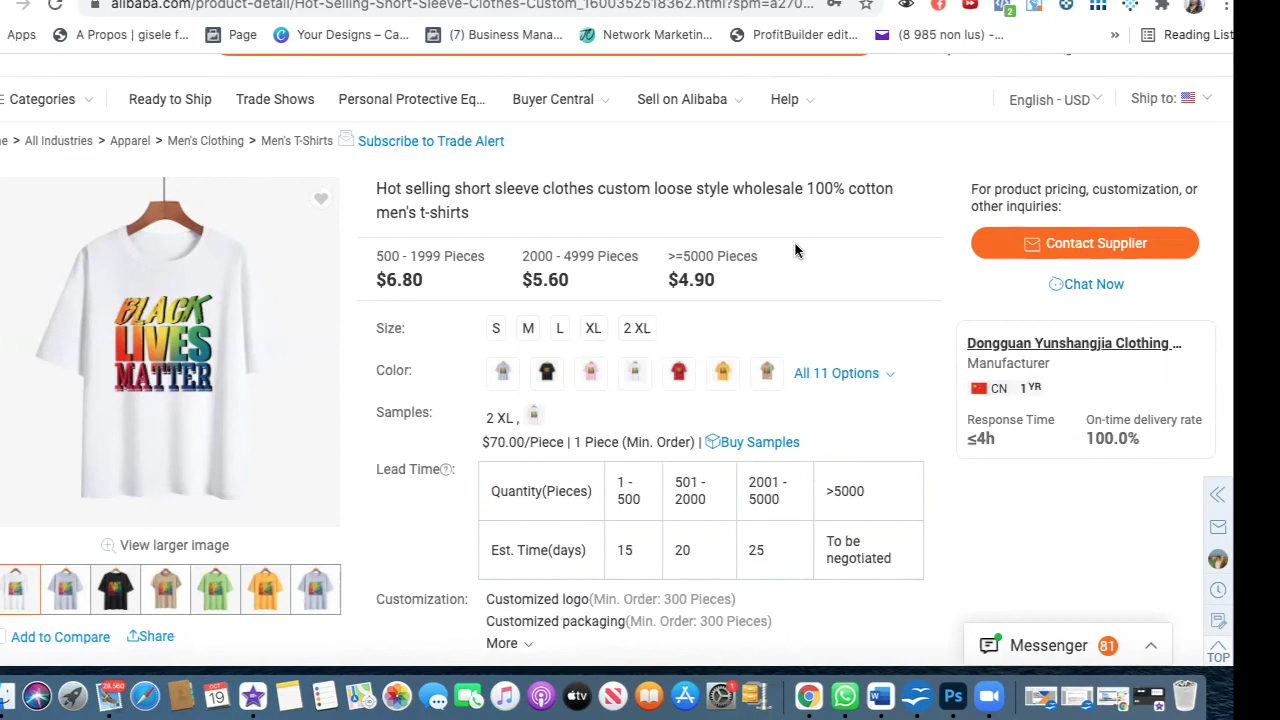 alibaba.com/product-detail/Hot-Selling-Short-Sleeve-Clothes-Custom_1600352518362.html?spm=a270...
Apps A Propos | gisele f... Page Your Designs – Ca... (7) Business Mana... Network Marketin... ProfitBuilder edit... (8 985 non lus) -... » Reading List
Categories Ready to Ship Trade Shows Personal Protective Eq... Buyer Central Sell on Alibaba Help English - USD Ship to:
> All Industries > Apparel > Men's Clothing > Men's T-Shirts Subscribe to Trade Alert
Hot selling short sleeve clothes custom loose style wholesale 100% cotton
men's t-shirts
500 - 1999 Pieces 2000 - 4999 Pieces >=5000 Pieces
$6.80 $5.60 $4.90
Size: S M L XL 2 XL
Color: All 11 Options
Samples: 2 XL ,
$70.00/Piece | 1 Piece (Min. Order) | Buy Samples
Lead Time:
Quantity(Pieces) 1 - 500 501 - 2000 2001 - 5000 >5000
Est. Time(days) 15 20 25 To be negotiated
Customization: Customized logo(Min. Order: 300 Pieces)
Customized packaging(Min. Order: 300 Pieces)
More
BLACK
LIVES
MATTER
View larger image
Add to Compare Share
For product pricing, customization, or
other inquiries:
Contact Supplier
Chat Now
Dongguan Yunshangjia Clothing ...
Manufacturer
CN 1 YR
Response Time On-time delivery rate
≤4h 100.0%
TOP
Messenger 81
28,560
OCT
19
tv
1
W
Ps